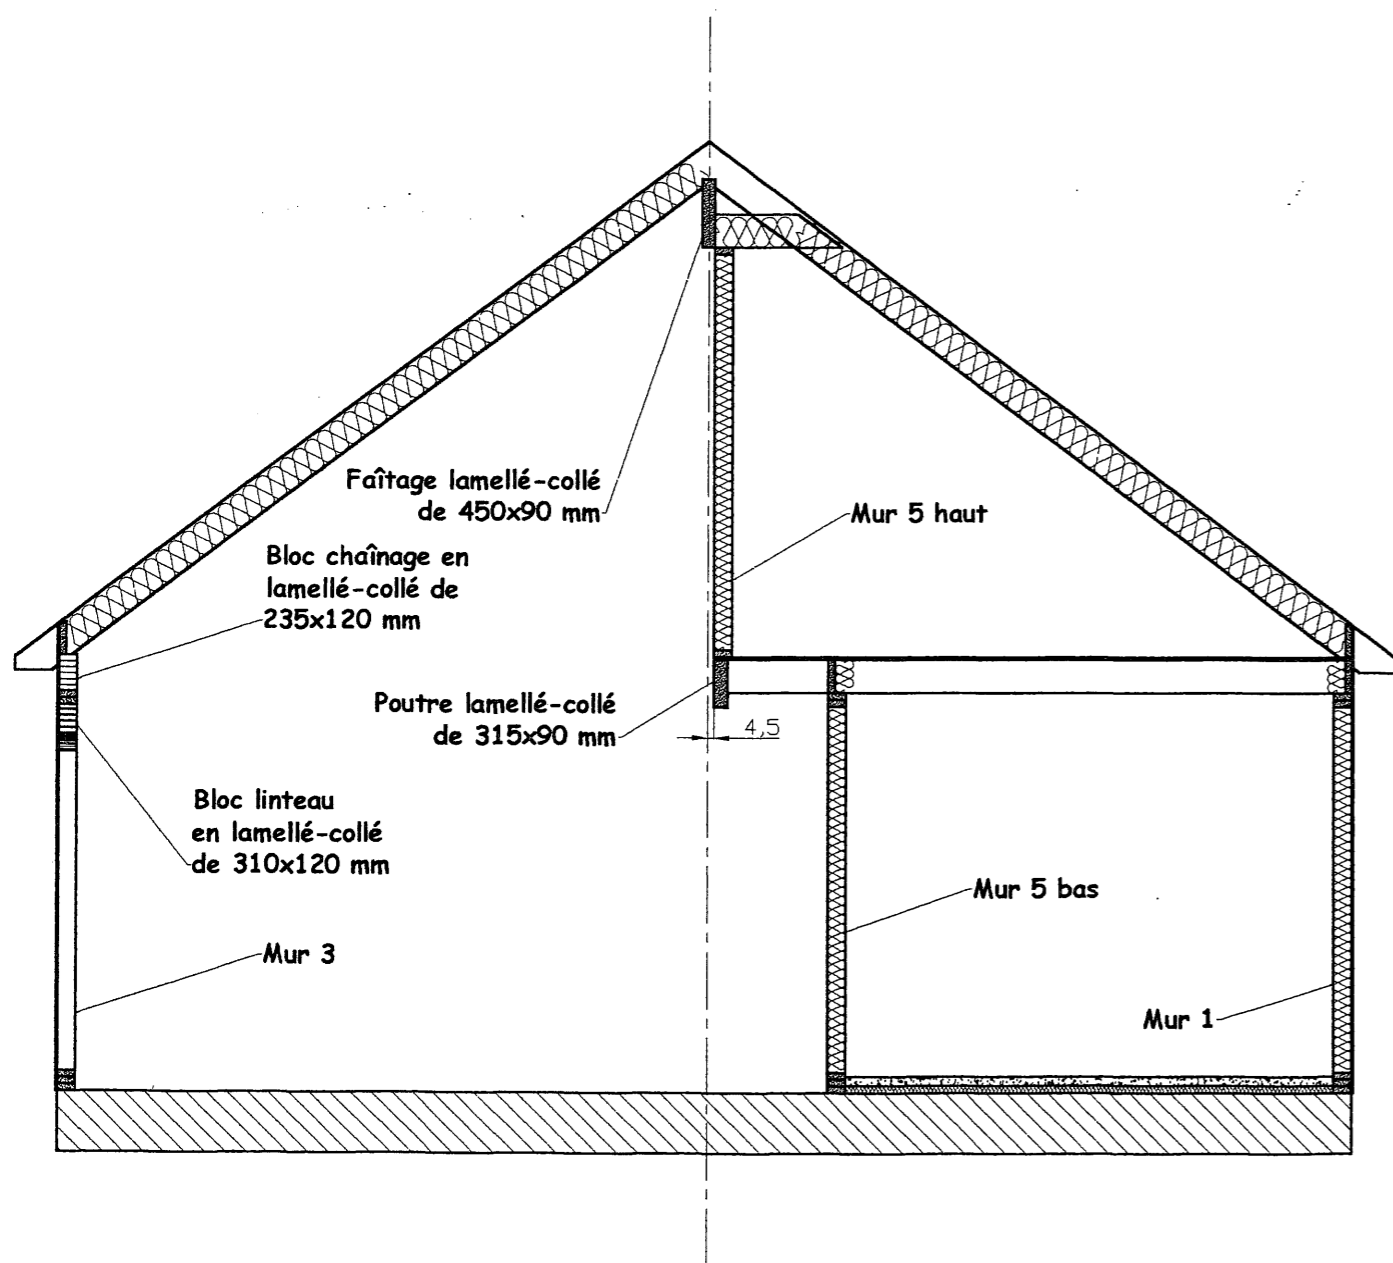 Faîtage lamellé-collé
de 450x90 mm
Mur 5 haut
Bloc chaînage en
lamellé-collé de
235x120 mm
Poutre lamellé-collé
de 315x90 mm
4,5
Bloc linteau
en lamellé-collé
de 310x120 mm
Mur 5 bas
Mur 3
Mur 1